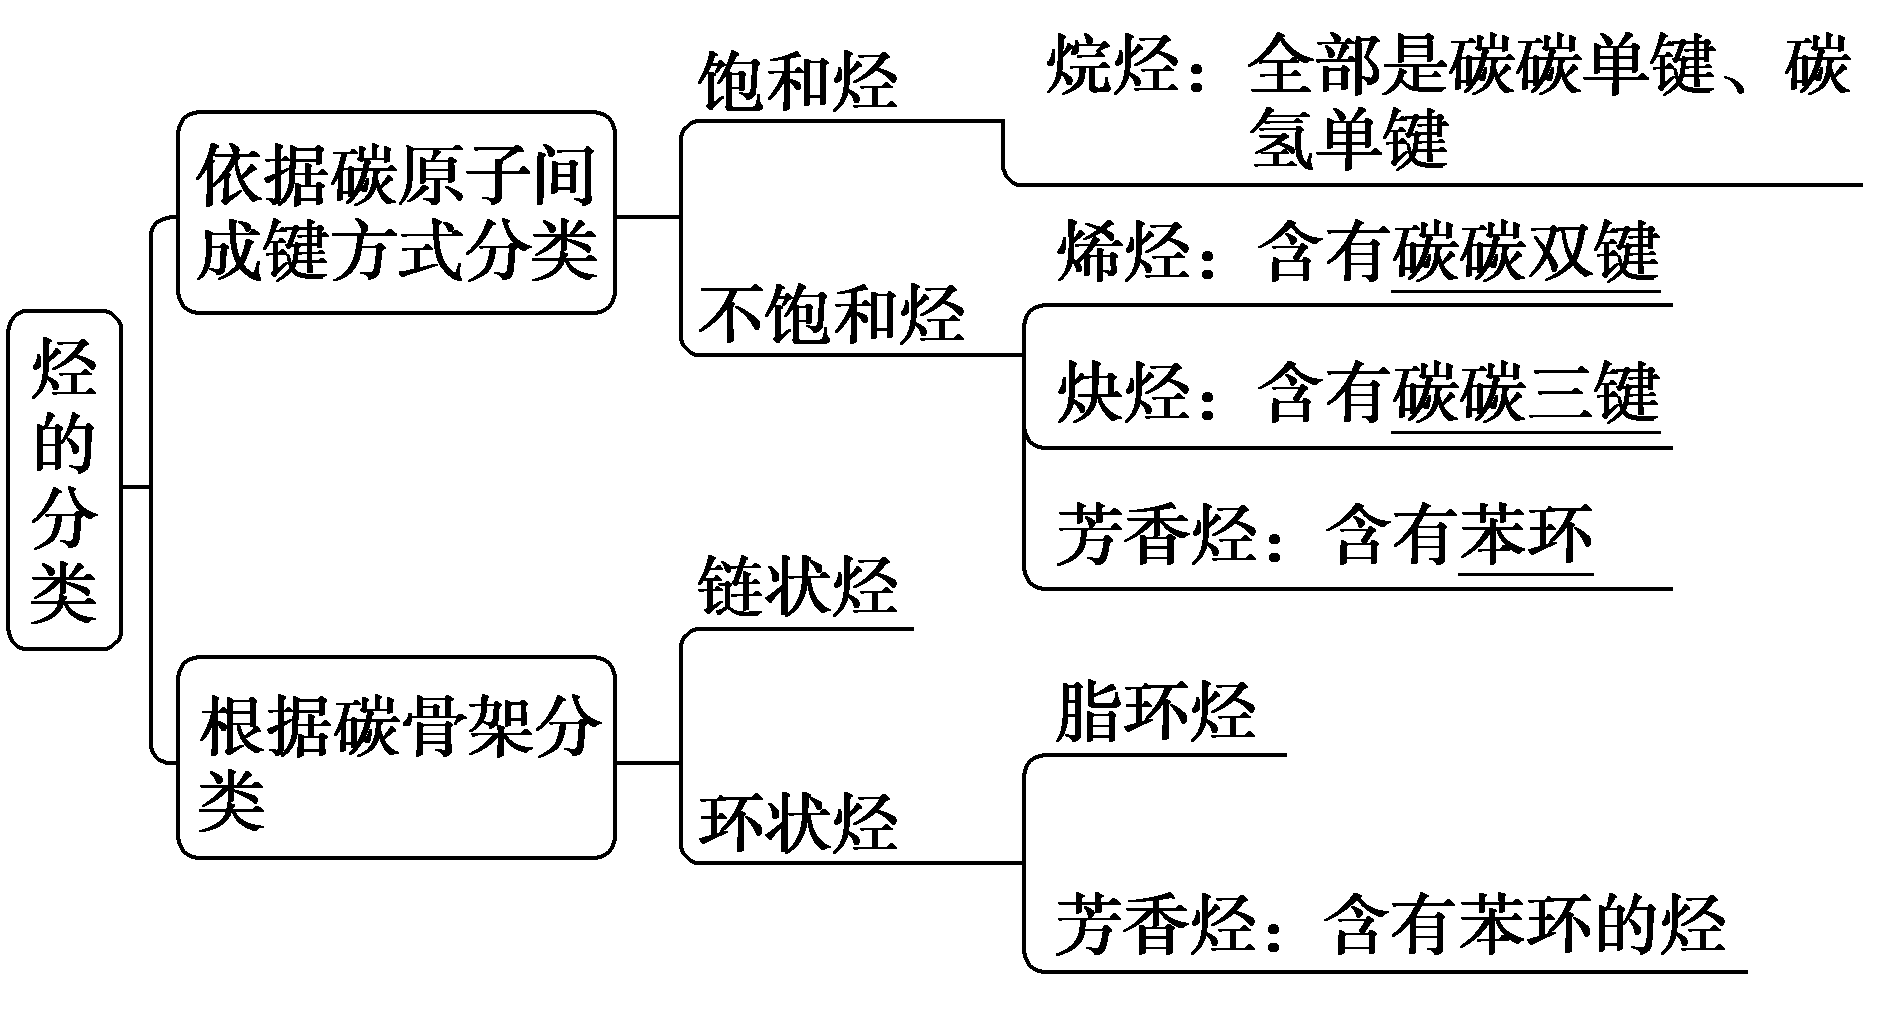 烃的分类
依据碳原子间
成键方式分类
饱和烃
烷烃：全部是碳碳单键、碳
氢单键
不饱和烃
烯烃：含有碳碳双键
炔烃：含有碳碳三键
芳香烃：含有苯环
根据碳骨架分
类
链状烃
环状烃
脂环烃
芳香烃：含有苯环的烃